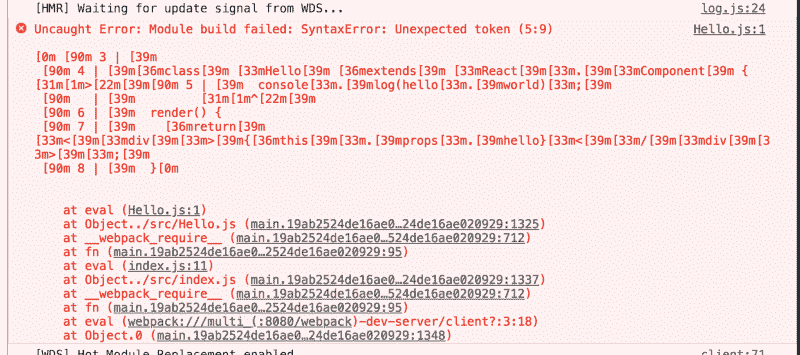 [HMR] Waiting for update signal from WDS... log.js:24
Uncaught Error: Module build failed: SyntaxError: Unexpected token (5:9) Hello.js:1
[0m [90m 3 | [39m
[90m 4 | [39m[36mclass[39m [33mHello[39m [36mextends[39m [33mReact[39m[33m.[39m[33mComponent[39m {
[31m[1m>[22m[39m[90m 5 | [39m  console[33m.[39mlog(hello[33m.[39mworld)[33m;[39m
[90m   | [39m         [31m[1m^[22m[39m
[90m 6 | [39m  render() {
[90m 7 | [39m    [36mreturn[39m
[33m<[39m[33mdiv[39m[33m>[39m{[36mthis[39m[33m.[39mprops[33m.[39mhello}[33m<[39m[33m/[39m[33mdiv[39m[3
3m>[39m[33m;[39m
[90m 8 | [39m  }[0m
at eval (Hello.js:1)
at Object../src/Hello.js (main.19ab2524de16ae0…24de16ae020929:1325)
at __webpack_require__ (main.19ab2524de16ae0…524de16ae020929:712)
at fn (main.19ab2524de16ae0…2524de16ae020929:95)
at eval (index.js:11)
at Object../src/index.js (main.19ab2524de16ae0…24de16ae020929:1337)
at __webpack_require__ (main.19ab2524de16ae0…524de16ae020929:712)
at fn (main.19ab2524de16ae0…2524de16ae020929:95)
at eval (webpack:///multi_(:8080/webpack)-dev-server/client?:3:18)
at Object.0 (main.19ab2524de16ae0…24de16ae020929:1348)
[WDS] Hot Module Replacement enabled. client:71